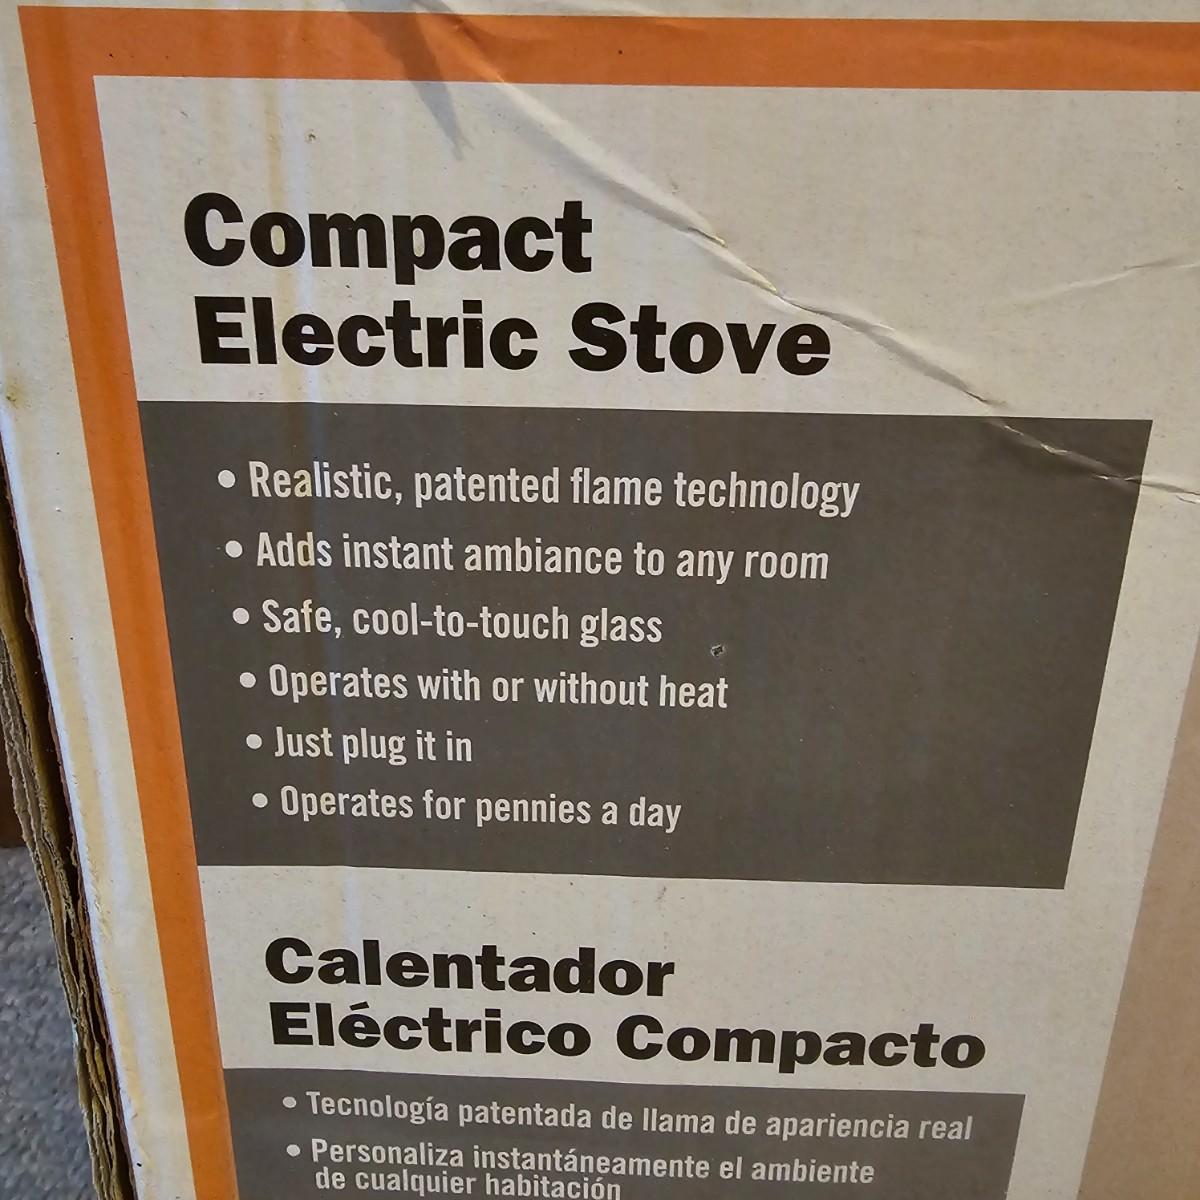 Compact
Electric Stove
• Realistic, patented flame technology
• Adds instant ambiance to any room
• Safe, cool-to-touch glass
• Operates with or without heat
• Just plug it in
• Operates for pennies a day
Calentador
Eléctrico Compacto
• Tecnología patentada de llama de apariencia real
• Personaliza instantáneamente el ambiente
de cualquier habitación